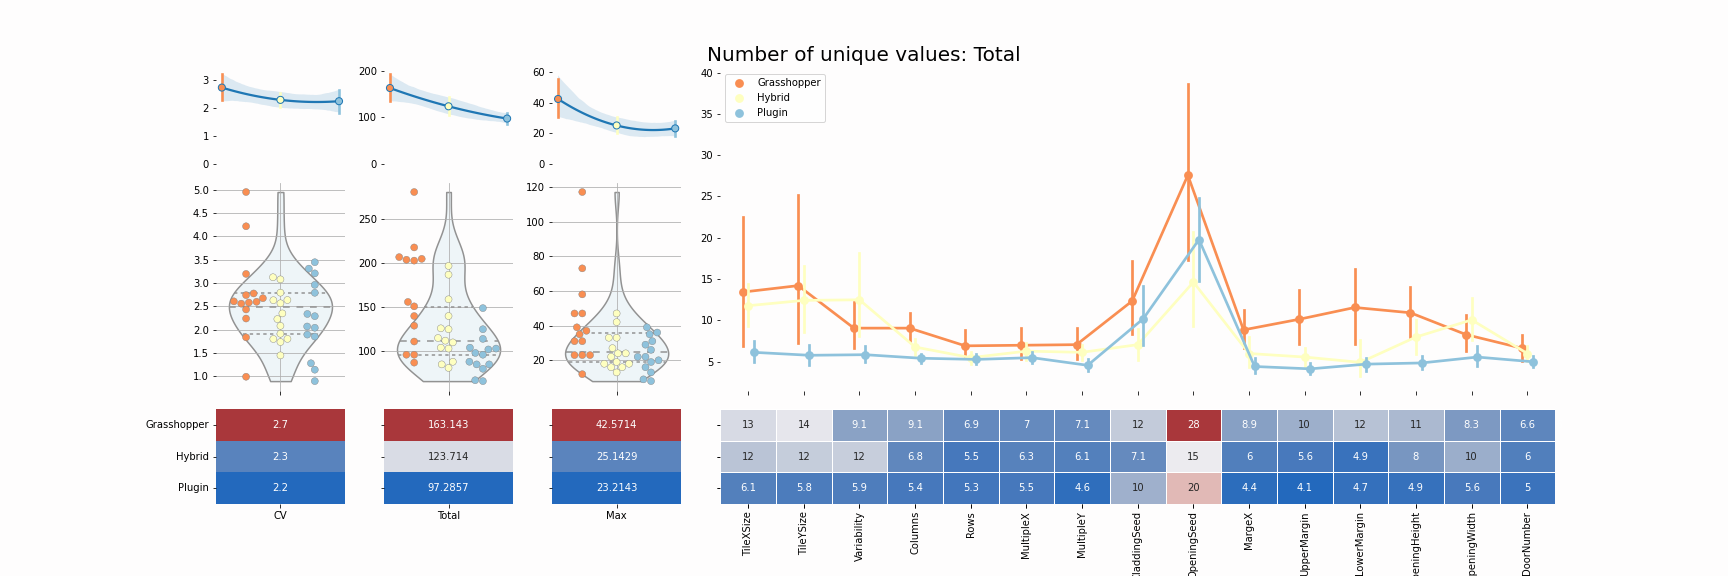 Number of unique values: Total
3
2
1
0
200
100
0
60
40
20
0
40
35
30
25
20
15
10
5
Grasshopper
Hybrid
Plugin
5.0
4.5
4.0
3.5
3.0
2.5
2.0
1.5
1.0
250
200
150
100
120
100
80
60
40
20
Grasshopper 2.7 163.143 42.5714 13 14 9.1 9.1 6.9 7 7.1 12 28 8.9 10 12 11 8.3 6.6
Hybrid 2.3 123.714 25.1429 12 12 12 6.8 5.5 6.3 6.1 7.1 15 6 5.6 4.9 8 10 6
Plugin 2.2 97.2857 23.2143 6.1 5.8 5.9 5.4 5.3 5.5 4.6 10 20 4.4 4.1 4.7 4.9 5.6 5
CV Total Max
TileXSize
TileYSize
Variability
Columns
Rows
MultipleX
MultipleY
CladdingSeed
OpeningSeed
MargeX
UpperMargin
LowerMargin
peningHeight
peningWidth
DoorNumber